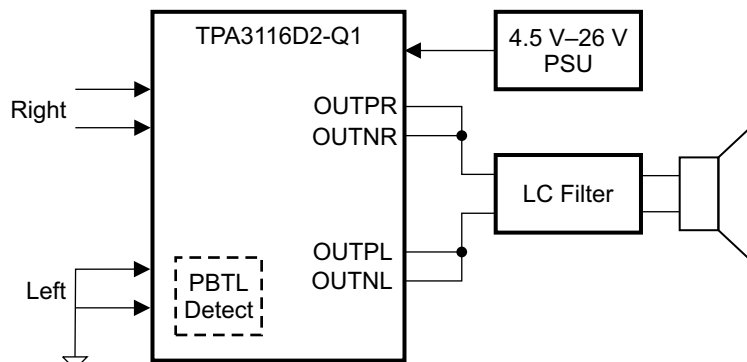 TPA3116D2-Q1
4.5 V–26 V
PSU
Right
OUTPR
OUTNR
LC Filter
OUTPL
OUTNL
Left
PBTL
Detect